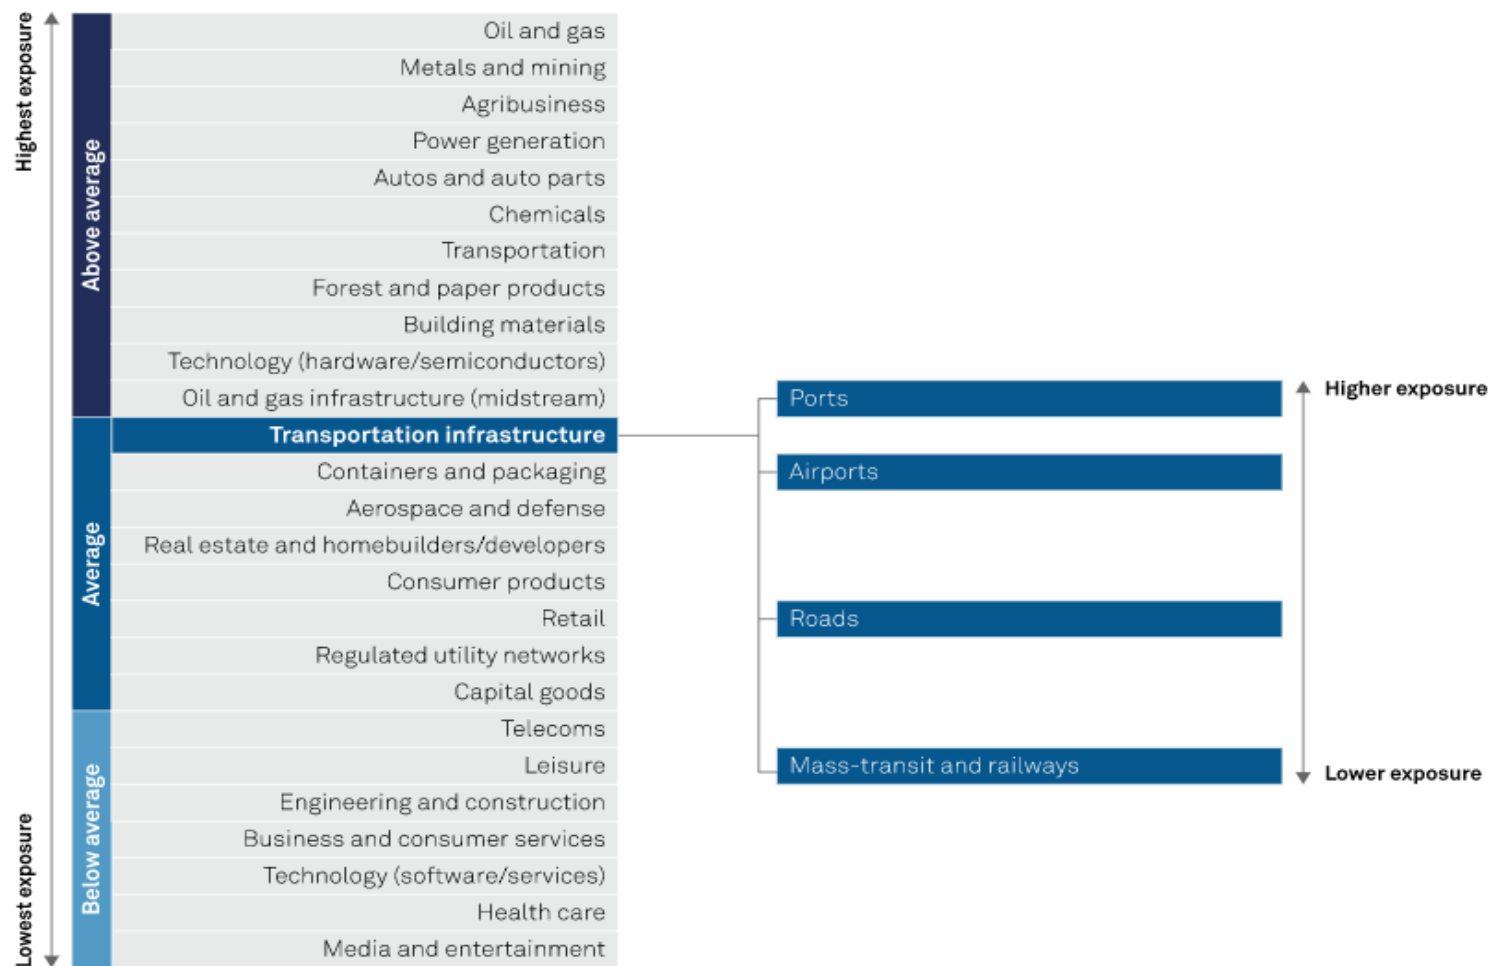 Highest exposure
Above average
Oil and gas
Metals and mining
Agribusiness
Power generation
Autos and auto parts
Chemicals
Transportation
Forest and paper products
Building materials
Technology (hardware/semiconductors)
Oil and gas infrastructure (midstream)
Average
Transportation infrastructure
Containers and packaging
Aerospace and defense
Real estate and homebuilders/developers
Consumer products
Retail
Regulated utility networks
Capital goods
Below average
Telecoms
Leisure
Engineering and construction
Business and consumer services
Technology (software/services)
Health care
Media and entertainment
Lowest exposure
Ports
Airports
Roads
Mass-transit and railways
Higher exposure
Lower exposure